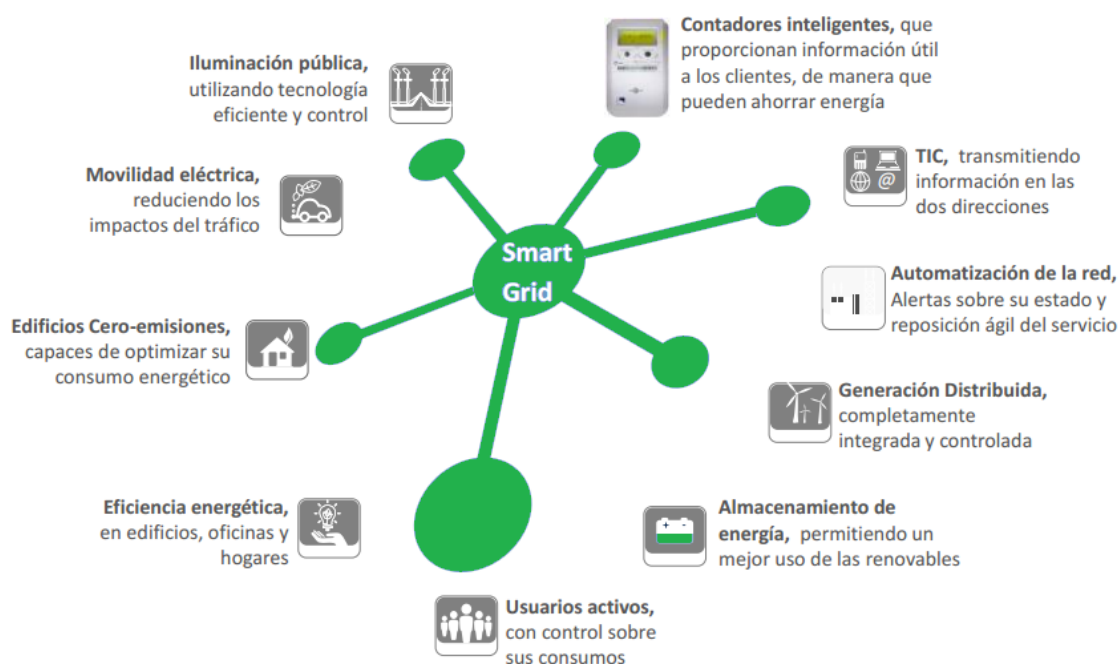 Iluminación pública,
utilizando tecnología
eficiente y control
Contadores inteligentes, que
proporcionan información útil
a los clientes, de manera que
pueden ahorrar energía
Movilidad eléctrica,
reduciendo los
impactos del tráfico
@
TIC, transmitiendo
información en las
dos direcciones
Smart
Grid
Automatización de la red,
Alertas sobre su estado y
reposición ágil del servicio
Edificios Cero-emisiones,
capaces de optimizar su
consumo energético
Generación Distribuida,
completamente
integrada y controlada
Eficiencia energética,
en edificios, oficinas y
hogares
Almacenamiento de
energía, permitiendo un
mejor uso de las renovables
Usuarios activos,
con control sobre
sus consumos